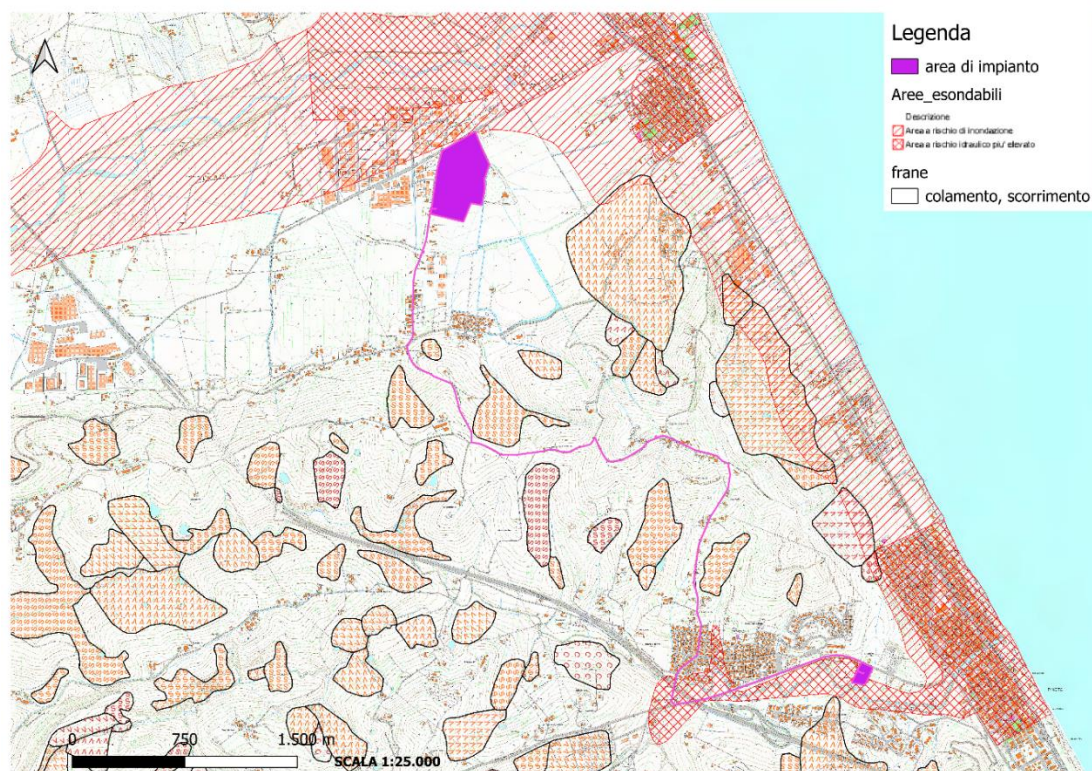 Legenda
area di impianto
Aree_esondabili
Descrizione
Area a rischio di inondazione
Area a rischio idraulico piu' elevato
frane
colamento, scorrimento
0 750 1.500 m
SCALA 1:25.000